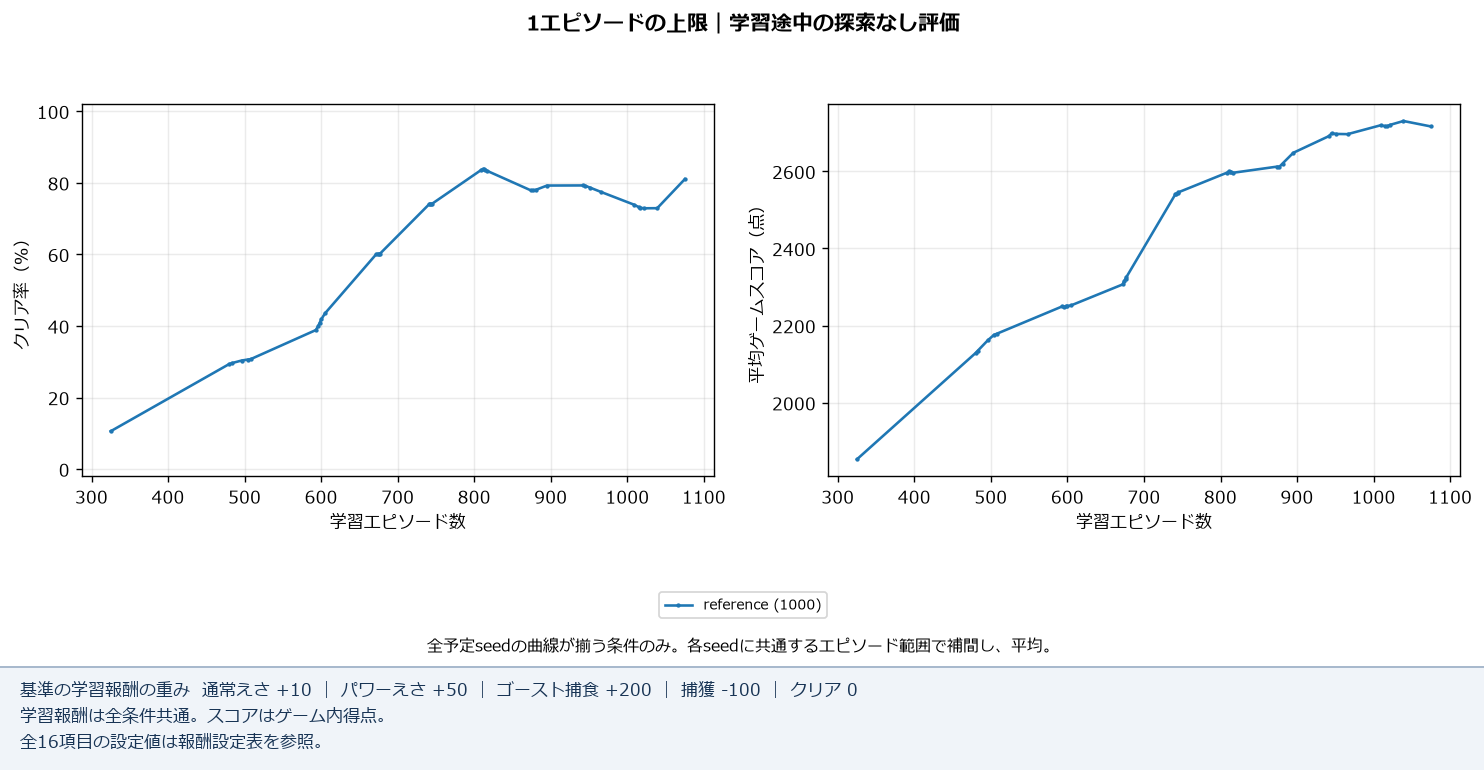 1エピソードの上限｜学習途中の探索なし評価
クリア率（%）
100
80
60
40
20
0
300 400 500 600 700 800 900 1000 1100
学習エピソード数
平均ゲームスコア（点）
2600
2400
2200
2000
300 400 500 600 700 800 900 1000 1100
学習エピソード数
reference (1000)
全予定seedの曲線が揃う条件のみ。各seedに共通するエピソード範囲で補間し、平均。
基準の学習報酬の重み 通常えさ +10 ｜ パワーえさ +50 ｜ ゴースト捕食 +200 ｜ 捕獲 -100 ｜ クリア 0
学習報酬は全条件共通。スコアはゲーム内得点。
全16項目の設定値は報酬設定表を参照。